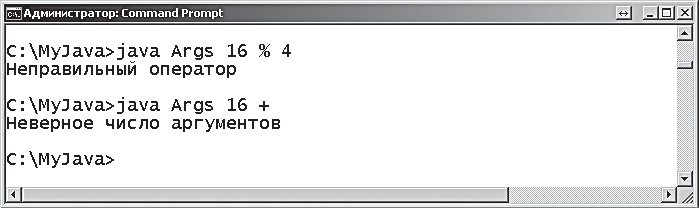 Администратор: Command Prompt
C:\MyJava>java Args 16 % 4
Неправильный оператор
C:\MyJava>java Args 16 +
Неверное число аргументов
C:\MyJava>